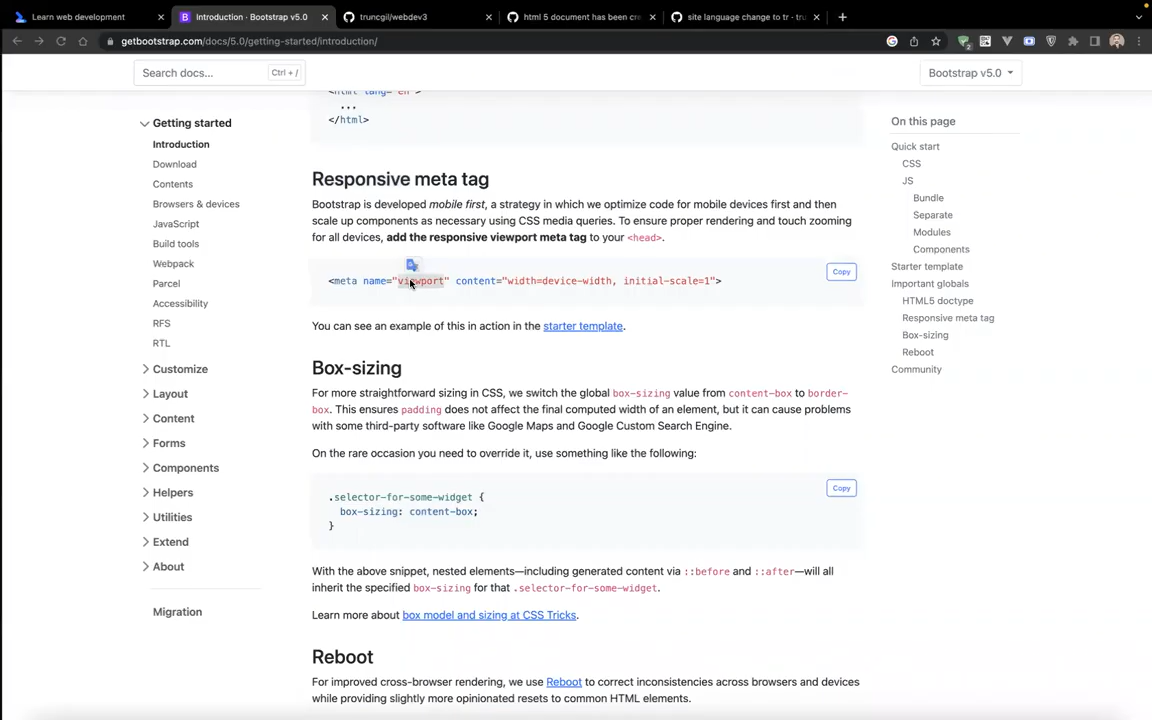 Learn web development
Introduction · Bootstrap v5.0
truncgil/webdev3
html 5 document has been cre
site language change to tr - tru
getbootstrap.com/docs/5.0/getting-started/introduction/
2
Search docs...
Ctrl + /
Bootstrap v5.0
Getting started
Introduction
Download
Contents
Browsers & devices
JavaScript
Build tools
Webpack
Parcel
Accessibility
RFS
RTL
Customize
Layout
Content
Forms
Components
Helpers
Utilities
Extend
About
Migration
<html lang="en">
...
</html>
Responsive meta tag
Bootstrap is developed mobile first, a strategy in which we optimize code for mobile devices first and then
scale up components as necessary using CSS media queries. To ensure proper rendering and touch zooming
for all devices, add the responsive viewport meta tag to your <head>.
Copy
<meta name="viewport" content="width=device-width, initial-scale=1">
You can see an example of this in action in the starter template.
Box-sizing
For more straightforward sizing in CSS, we switch the global box-sizing value from content-box to border-
box. This ensures padding does not affect the final computed width of an element, but it can cause problems
with some third-party software like Google Maps and Google Custom Search Engine.
On the rare occasion you need to override it, use something like the following:
Copy
.selector-for-some-widget {
box-sizing: content-box;
}
With the above snippet, nested elements—including generated content via ::before and ::after—will all
inherit the specified box-sizing for that .selector-for-some-widget.
Learn more about box model and sizing at CSS Tricks.
Reboot
For improved cross-browser rendering, we use Reboot to correct inconsistencies across browsers and devices
while providing slightly more opinionated resets to common HTML elements.
On this page
Quick start
CSS
JS
Bundle
Separate
Modules
Components
Starter template
Important globals
HTML5 doctype
Responsive meta tag
Box-sizing
Reboot
Community